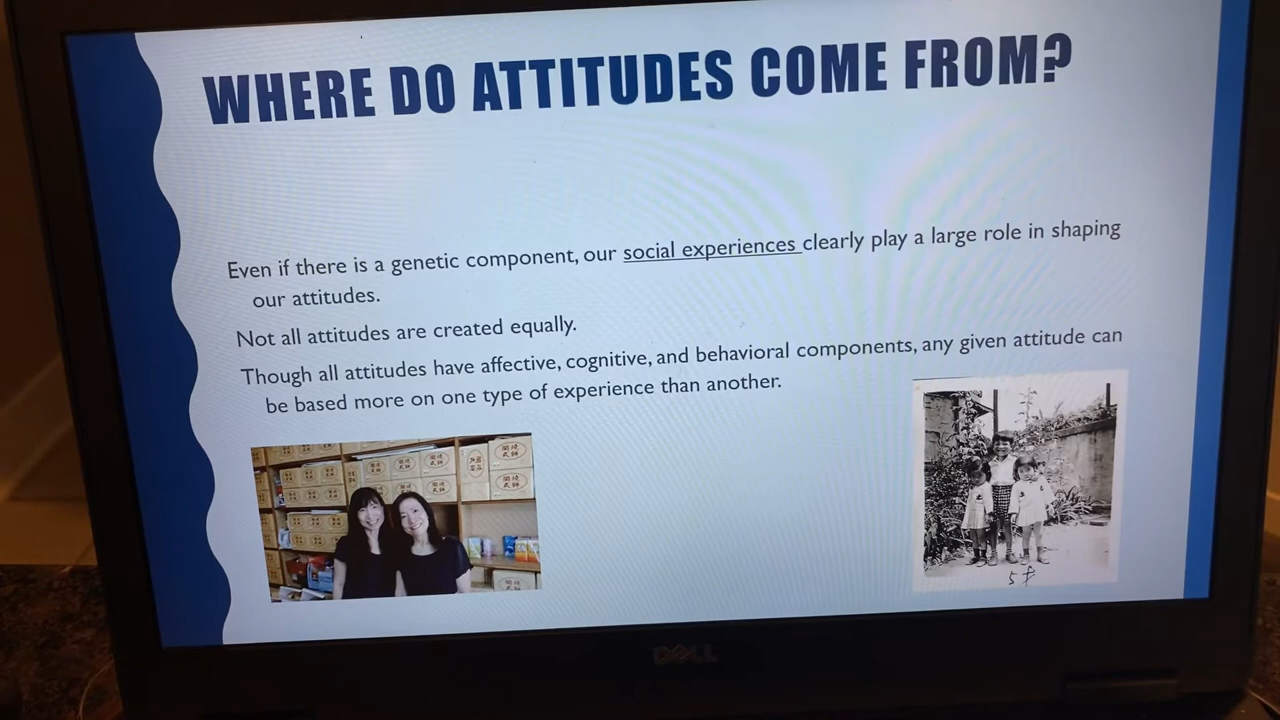 WHERE DO ATTITUDES COME FROM?
Even if there is a genetic component, our social experiences clearly play a large role in shaping
our attitudes.
Not all attitudes are created equally.
Though all attitudes have affective, cognitive, and behavioral components, any given attitude can
be based more on one type of experience than another.
5才
DELL